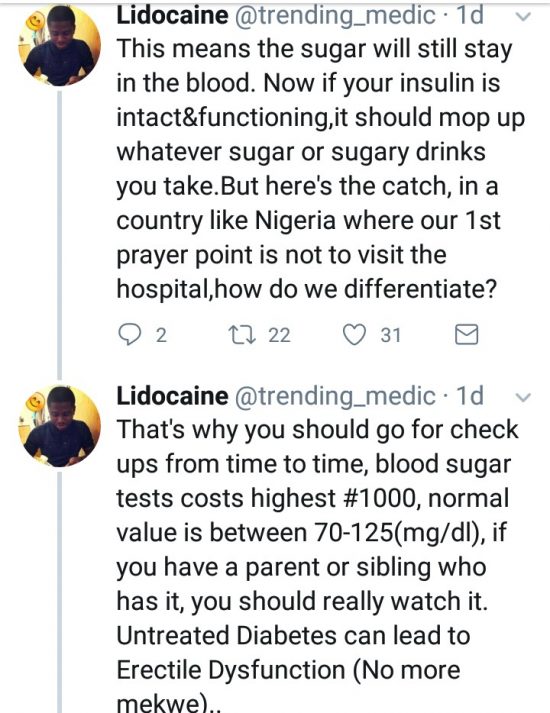 Lidocaine @trending_medic · 1d
This means the sugar will still stay
in the blood. Now if your insulin is
intact&functioning,it should mop up
whatever sugar or sugary drinks
you take.But here's the catch, in a
country like Nigeria where our 1st
prayer point is not to visit the
hospital,how do we differentiate?
2 22 31
Lidocaine @trending_medic · 1d
That's why you should go for check
ups from time to time, blood sugar
tests costs highest #1000, normal
value is between 70-125(mg/dl), if
you have a parent or sibling who
has it, you should really watch it.
Untreated Diabetes can lead to
Erectile Dysfunction (No more
mekwe)..